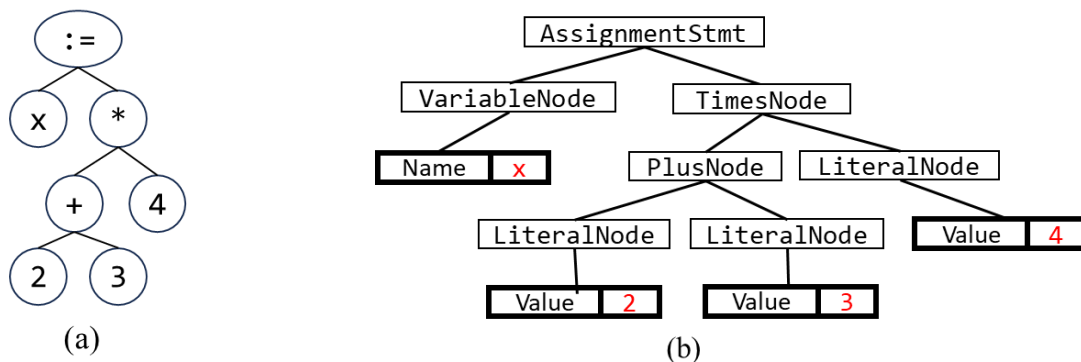 :=
x *
+ 4
2 3
(a)
AssignmentStmt
VariableNode TimesNode
Name x PlusNode LiteralNode
LiteralNode LiteralNode Value 4
Value 2 Value 3
(b)